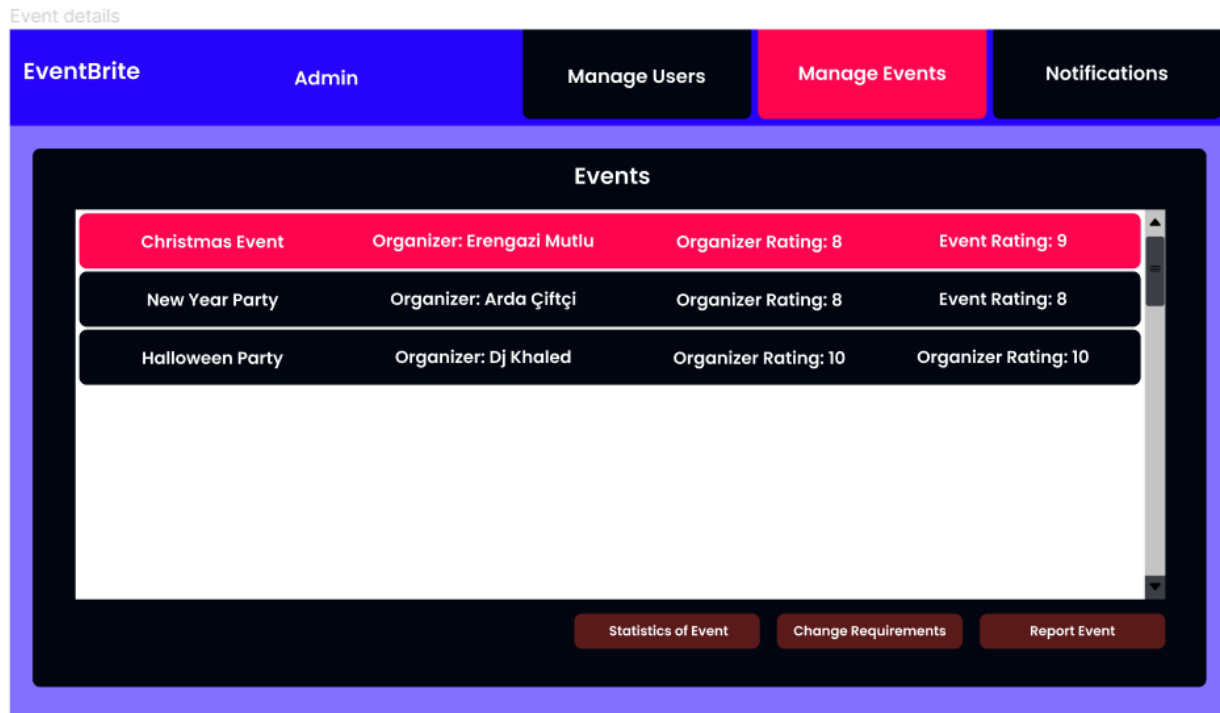 Event details
EventBrite Admin Manage Users Manage Events Notifications
Events
Christmas Event Organizer: Erengazi Mutlu Organizer Rating: 8 Event Rating: 9
New Year Party Organizer: Arda Çiftçi Organizer Rating: 8 Event Rating: 8
Halloween Party Organizer: Dj Khaled Organizer Rating: 10 Organizer Rating: 10
Statistics of Event Change Requirements Report Event